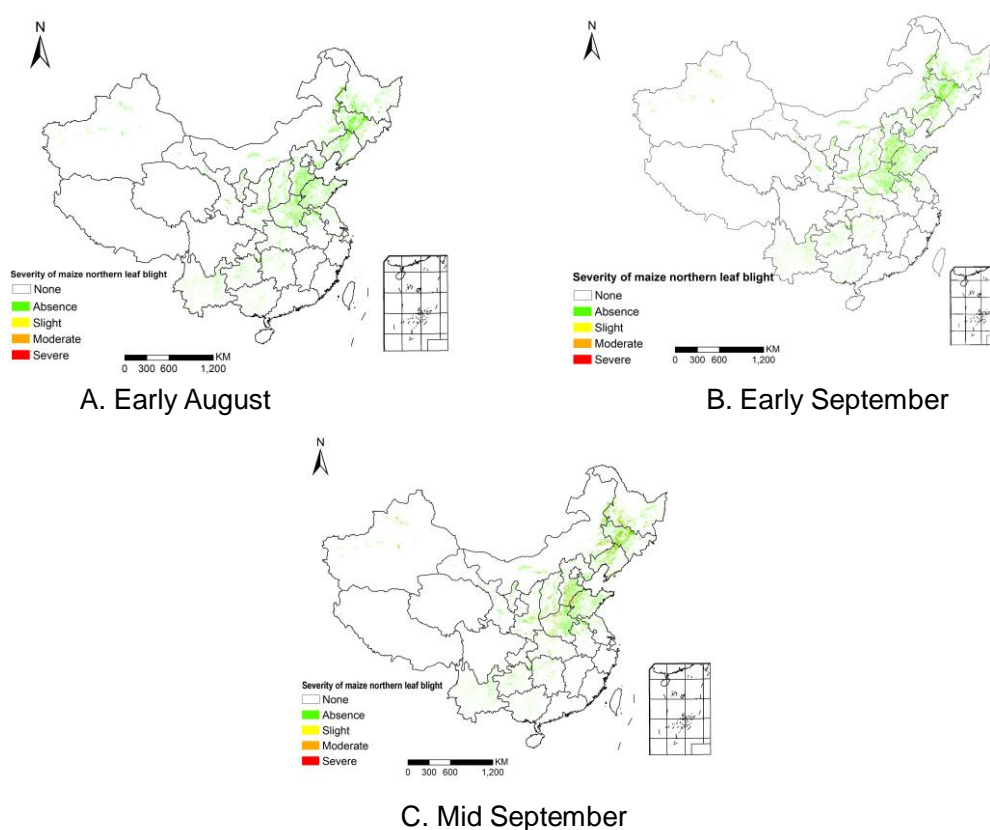 N
Severity of maize northern leaf blight
None
Absence
Slight
Moderate
Severe
KM
0 300 600 1,200
A. Early August
N
Severity of maize northern leaf blight
None
Absence
Slight
Moderate
Severe
KM
0 300 600 1,200
B. Early September
N
Severity of maize northern leaf blight
None
Absence
Slight
Moderate
Severe
KM
0 300 600 1,200
C. Mid September